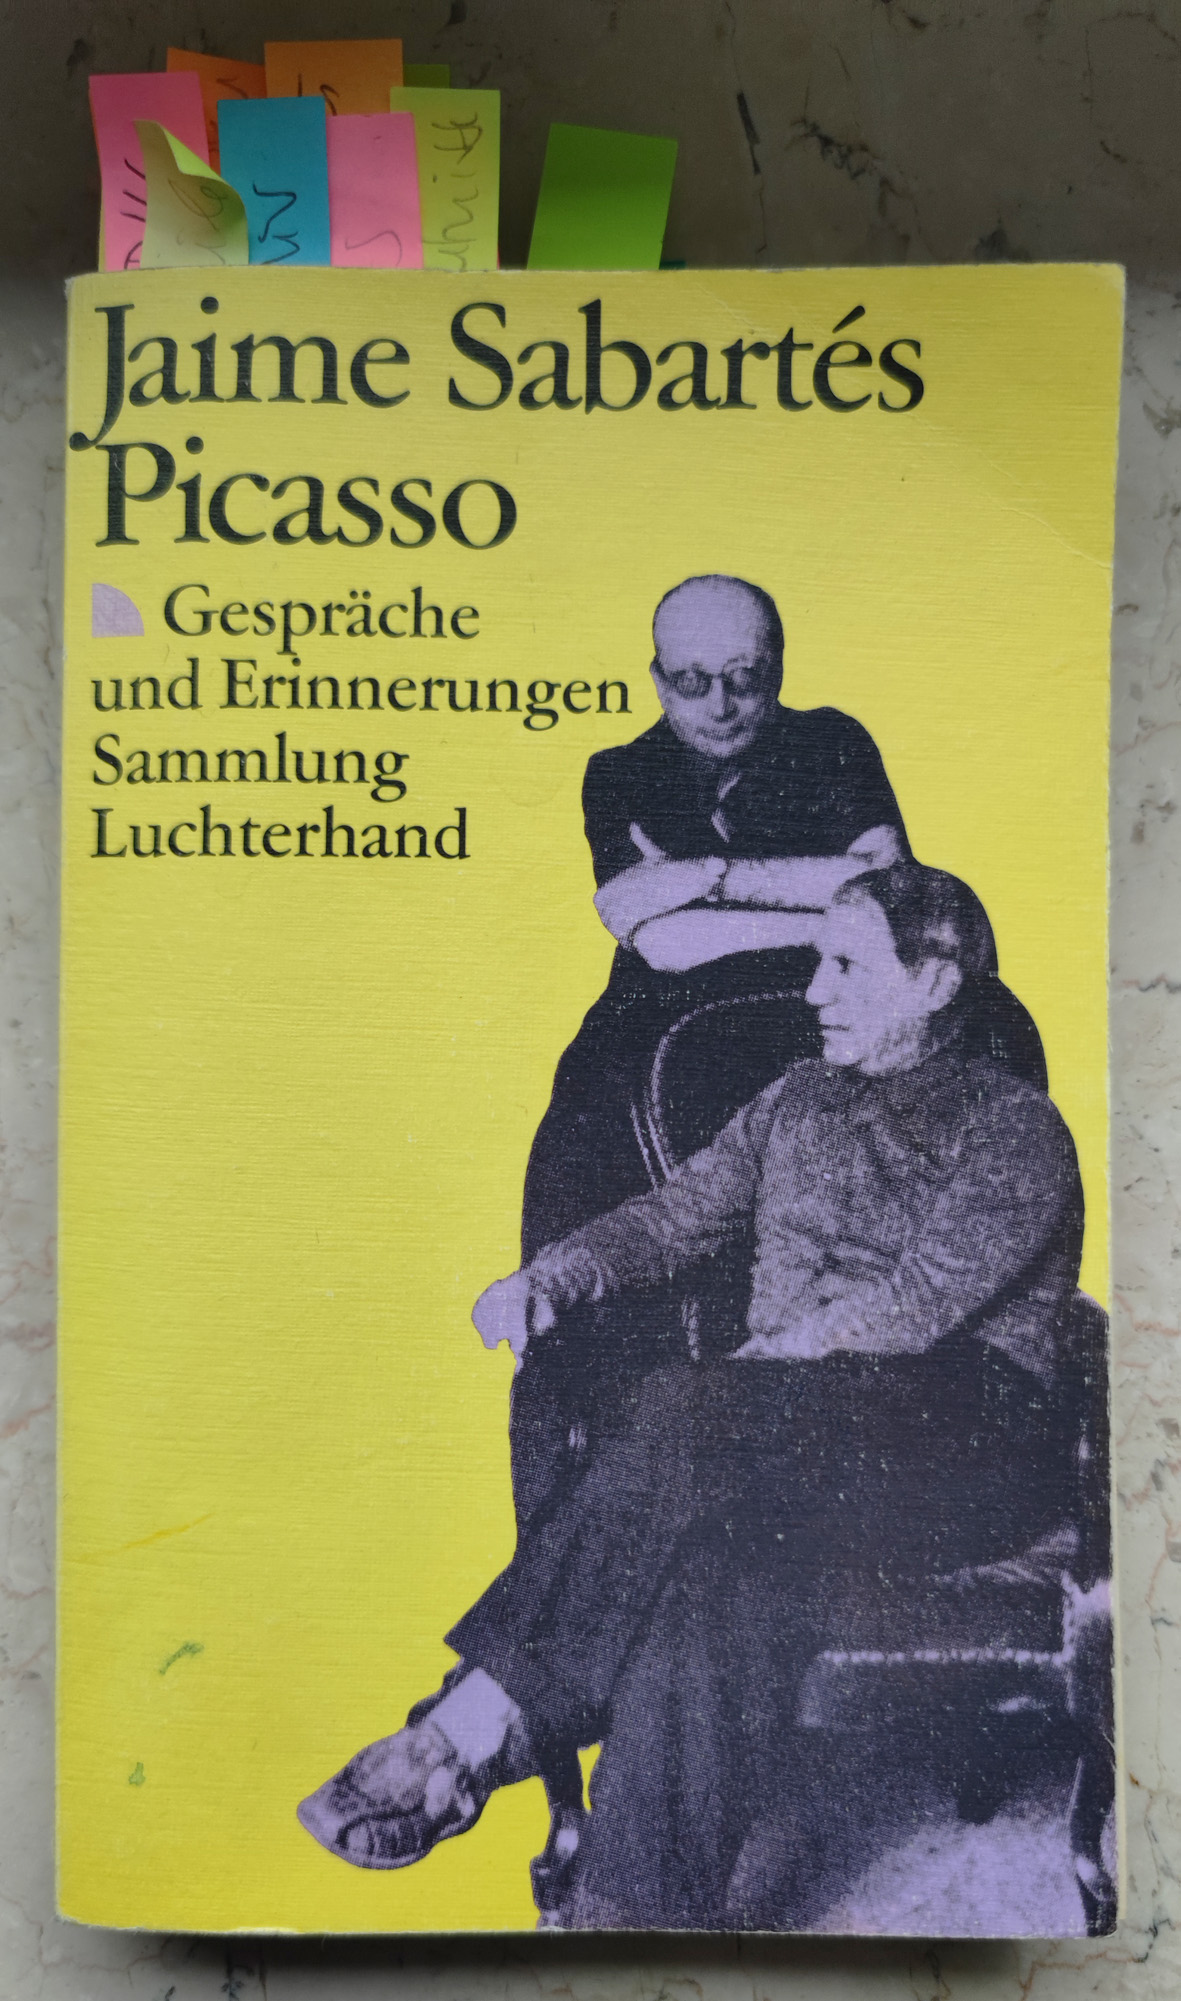 Jaime Sabartés
Picasso
Gespräche
und Erinnerungen
Sammlung
Luchterhand